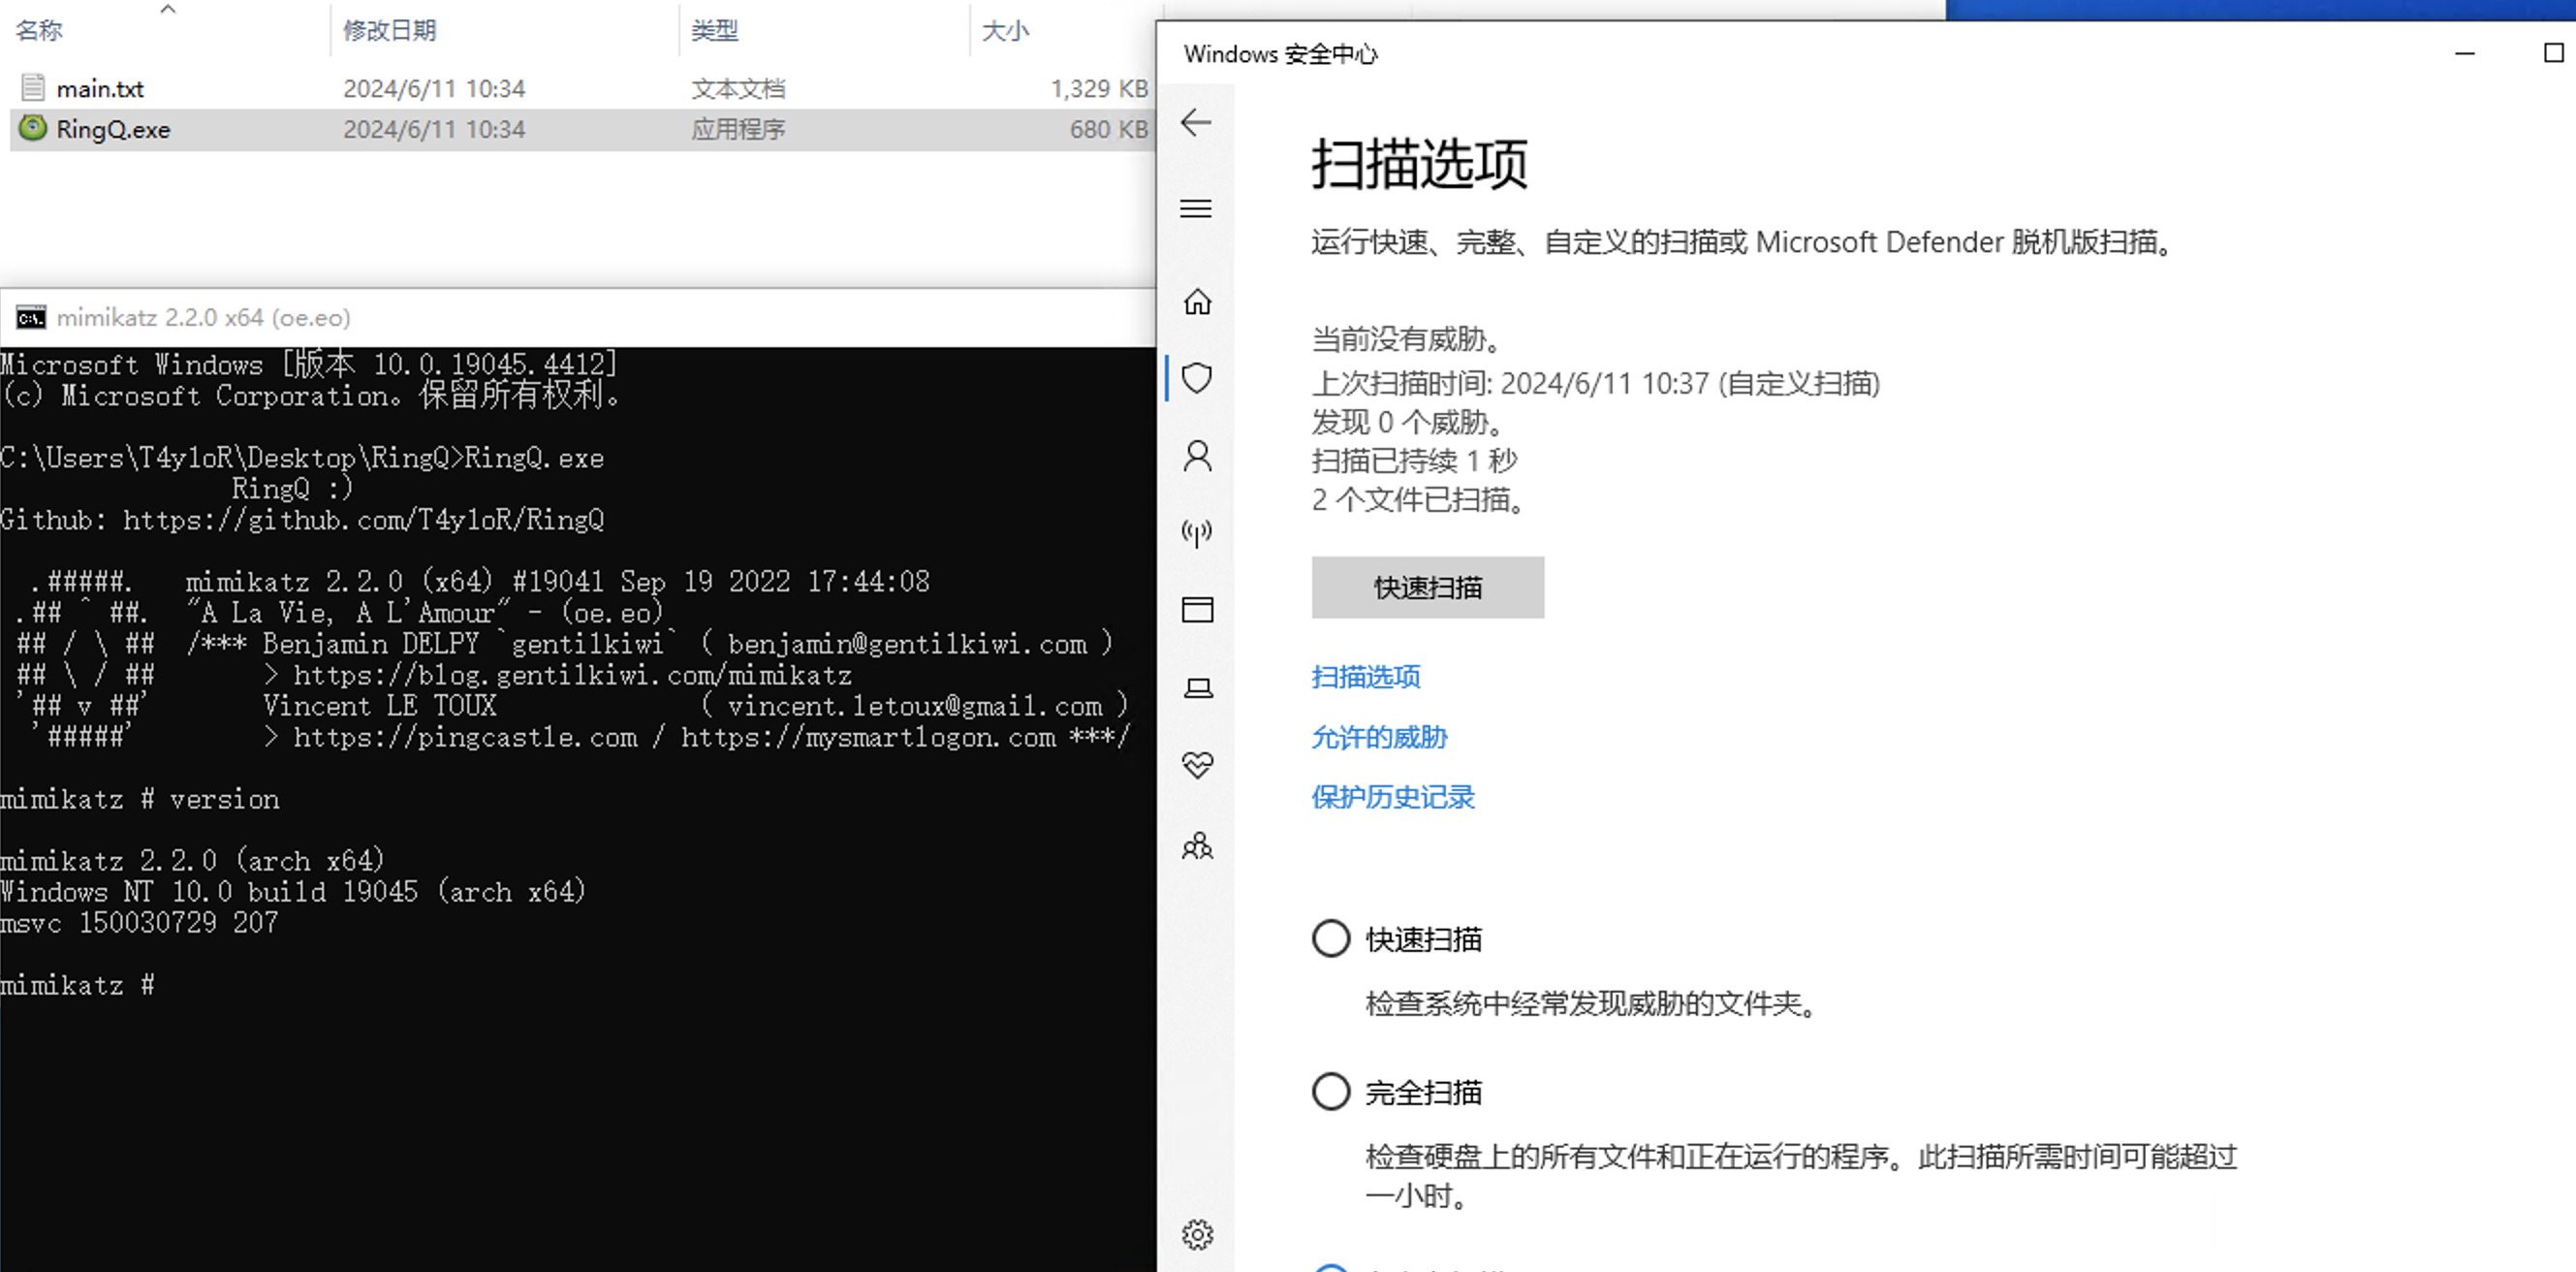 名称 修改日期 类型 大小
main.txt 2024/6/11 10:34 文本文档 1,329 KB
RingQ.exe 2024/6/11 10:34 应用程序 680 KB
mimikatz 2.2.0 x64 (oe.eo)
Microsoft Windows [版本 10.0.19045.4412]
(c) Microsoft Corporation。保留所有权利。
C:\Users\T4y1oR\Desktop\RingQ>RingQ.exe
RingQ :)
Github: https://github.com/T4y1oR/RingQ
.#####. mimikatz 2.2.0 (x64) #19041 Sep 19 2022 17:44:08
.## ^ ##. "A La Vie, A L'Amour" - (oe.eo)
## / \ ## /*** Benjamin DELPY `gentilkiwi` ( benjamin@gentilkiwi.com )
## \ / ## > https://blog.gentilkiwi.com/mimikatz
'## v ##' Vincent LE TOUX ( vincent.letoux@gmail.com )
'#####' > https://pingcastle.com / https://mysmartlogon.com ***/
mimikatz # version
mimikatz 2.2.0 (arch x64)
Windows NT 10.0 build 19045 (arch x64)
msvc 150030729 207
mimikatz #
Windows 安全中心
扫描选项
运行快速、完整、自定义的扫描或 Microsoft Defender 脱机版扫描。
当前没有威胁。
上次扫描时间: 2024/6/11 10:37 (自定义扫描)
发现 0 个威胁。
扫描已持续 1 秒
2 个文件已扫描。
快速扫描
扫描选项
允许的威胁
保护历史记录
快速扫描
检查系统中经常发现威胁的文件夹。
完全扫描
检查硬盘上的所有文件和正在运行的程序。此扫描所需时间可能超过
一小时。